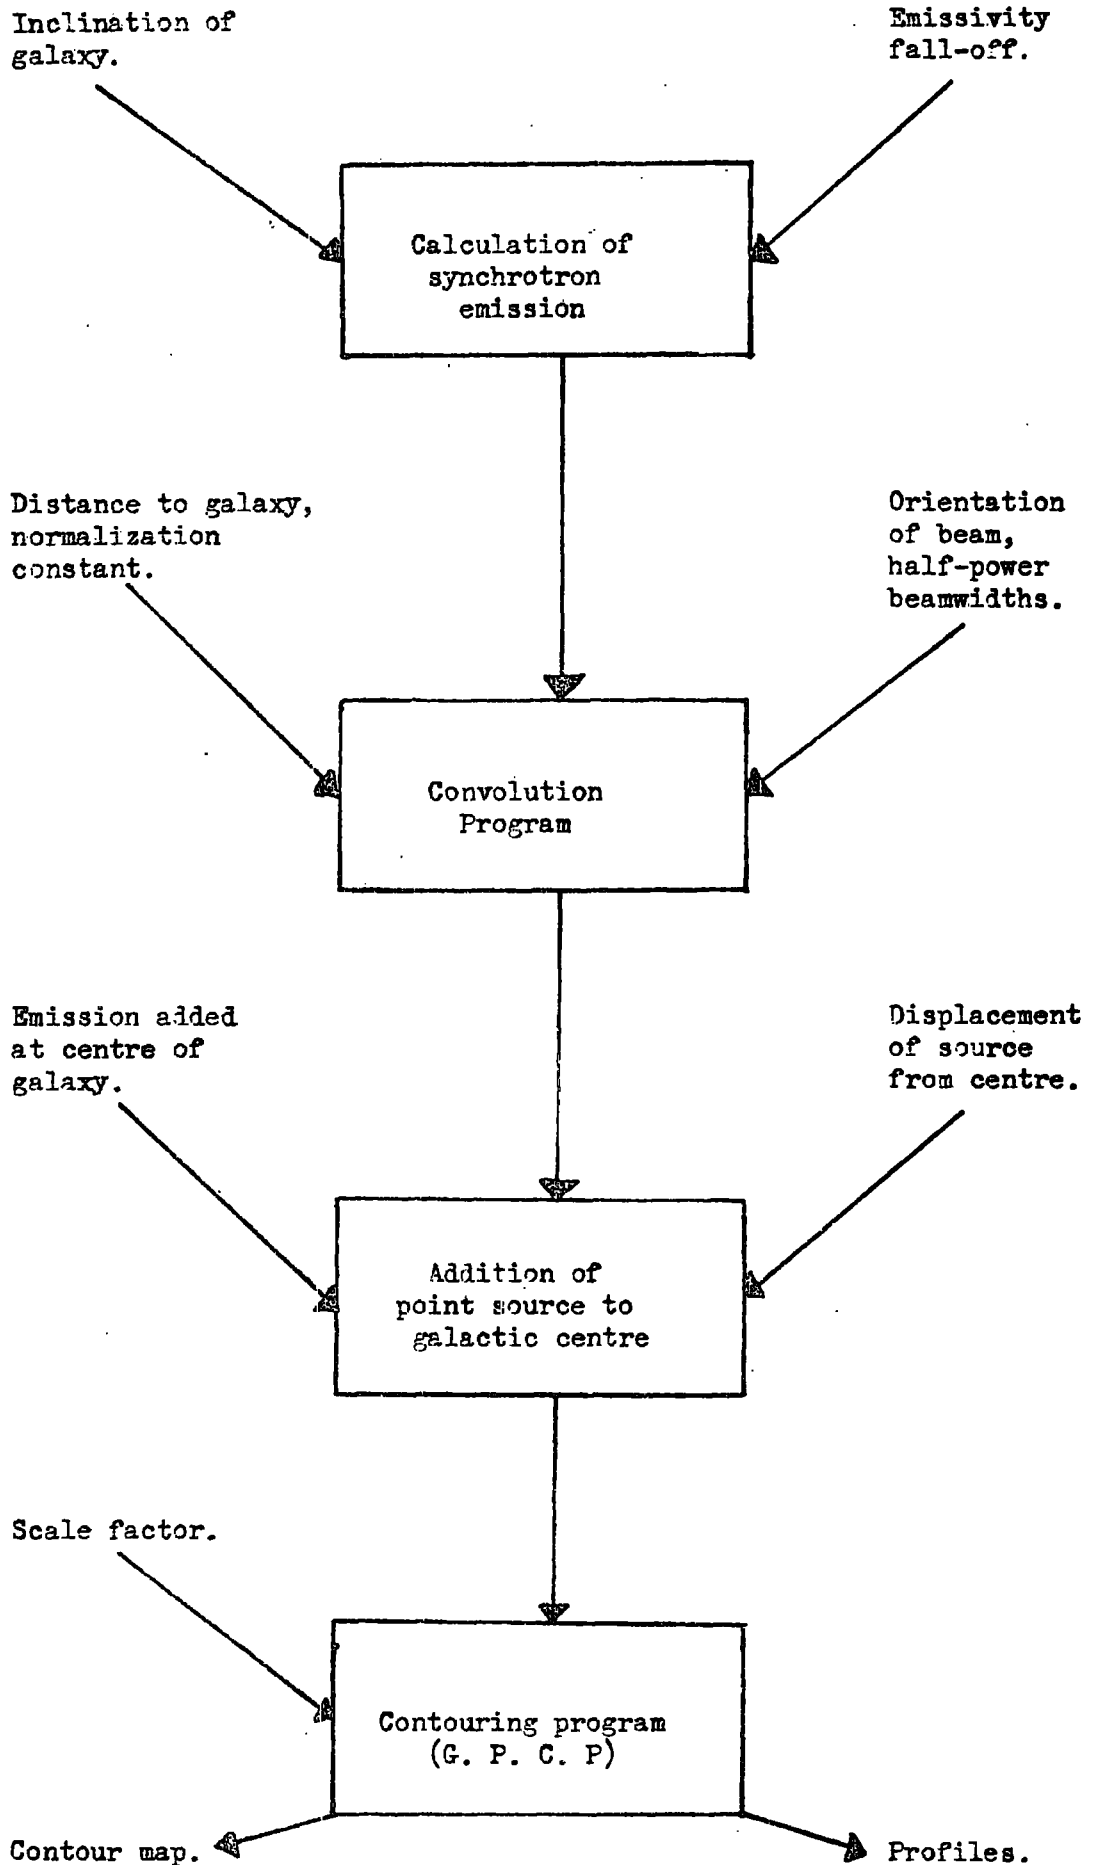 Inclination of
galaxy.
Emissivity
fall-off.
Calculation of
synchrotron
emission
Distance to galaxy,
normalization
constant.
Orientation
of beam,
half-power
beamwidths.
Convolution
Program
Emission added
at centre of
galaxy.
Displacement
of source
from centre.
Addition of
point source to
galactic centre
Scale factor.
Contouring program
(G. P. C. P)
Contour map.
Profiles.